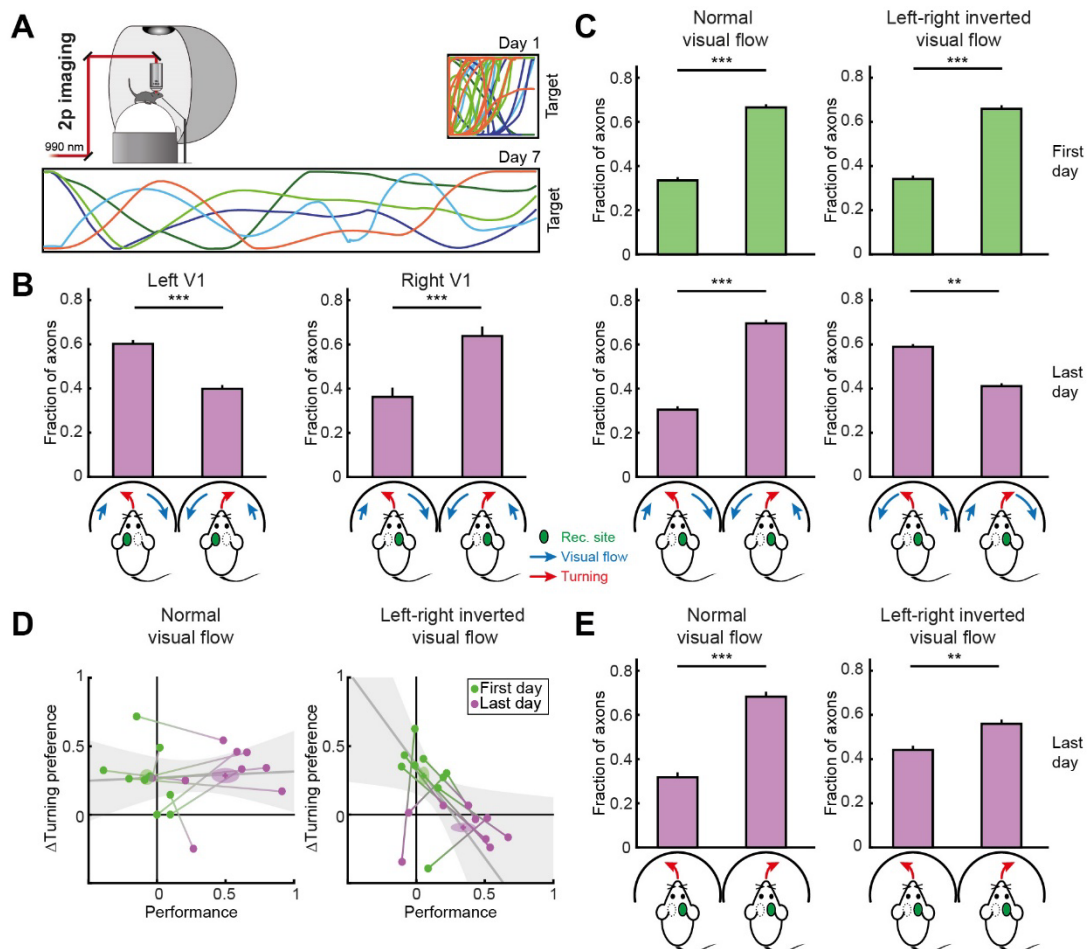 A
2p imaging
990 nm
Day 1
Target
Day 7
Target
B
Left V1
***
Fraction of axons
0.8
0.6
0.4
0.2
0
Right V1
***
Fraction of axons
0.8
0.6
0.4
0.2
0
Rec. site
Visual flow
Turning
C
Normal
visual flow
***
Fraction of axons
0.8
0.6
0.4
0.2
0
Left-right inverted
visual flow
***
Fraction of axons
0.8
0.6
0.4
0.2
0
First
day
***
Fraction of axons
0.8
0.6
0.4
0.2
0
**
Fraction of axons
0.8
0.6
0.4
0.2
0
Last
day
D
Normal
visual flow
ΔTurning preference
1
0.5
0
0
0.5
1
Performance
Left-right inverted
visual flow
First day
Last day
ΔTurning preference
1
0.5
0
0
0.5
1
Performance
E
Normal
visual flow
***
Fraction of axons
0.8
0.6
0.4
0.2
0
Left-right inverted
visual flow
**
Fraction of axons
0.8
0.6
0.4
0.2
0
Last
day